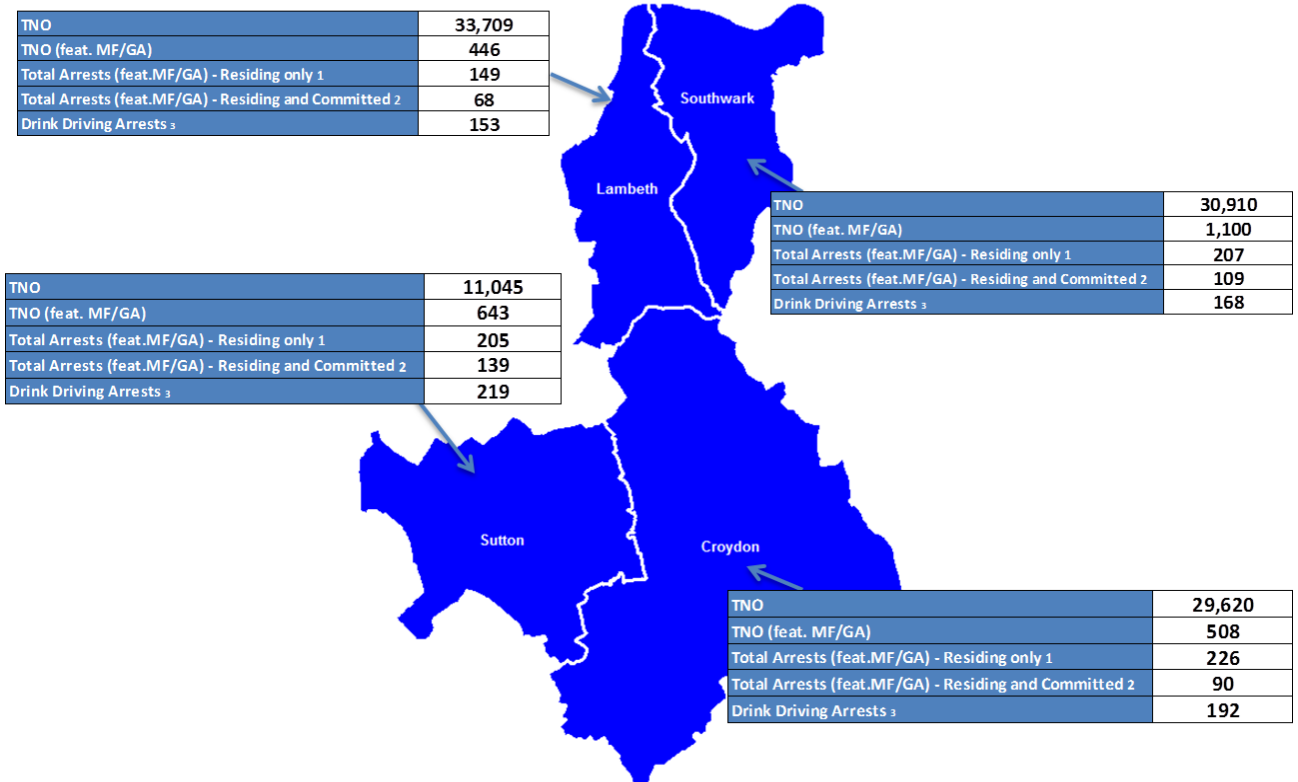 TNO 33,709
TNO (feat. MF/GA) 446
Total Arrests (feat.MF/GA) - Residing only 1 149
Total Arrests (feat.MF/GA) - Residing and Committed 2 68
Drink Driving Arrests 3 153
Southwark
Lambeth
TNO 30,910
TNO (feat. MF/GA) 1,100
Total Arrests (feat.MF/GA) - Residing only 1 207
Total Arrests (feat.MF/GA) - Residing and Committed 2 109
Drink Driving Arrests 3 168
TNO 11,045
TNO (feat. MF/GA) 643
Total Arrests (feat.MF/GA) - Residing only 1 205
Total Arrests (feat.MF/GA) - Residing and Committed 2 139
Drink Driving Arrests 3 219
Sutton
Croydon
TNO 29,620
TNO (feat. MF/GA) 508
Total Arrests (feat.MF/GA) - Residing only 1 226
Total Arrests (feat.MF/GA) - Residing and Committed 2 90
Drink Driving Arrests 3 192